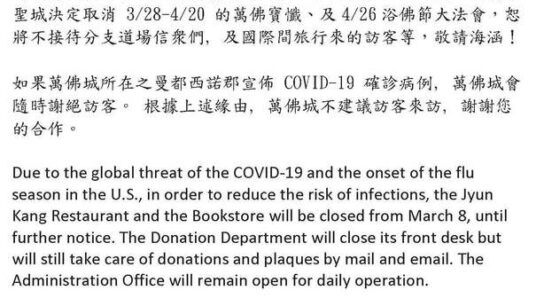 聖城決定取消 3/28-4/20 的萬佛寶懺、及 4/26 浴佛節大法會，恕
將不接待分支道場信衆們, 及國際間旅行來的訪客等，敬請海涵！
如果萬佛城所在之曼都西諾郡宣佈 COVID-19 確診病例, 萬佛城會
隨時謝絕訪客。 根據上述緣由, 萬佛城不建議訪客來訪, 謝謝您
的合作。
Due to the global threat of the COVID-19 and the onset of the flu
season in the U.S., in order to reduce the risk of infections, the Jyun
Kang Restaurant and the Bookstore will be closed from March 8, until
further notice. The Donation Department will close its front desk but
will still take care of donations and plaques by mail and email. The
Administration Office will remain open for daily operation.